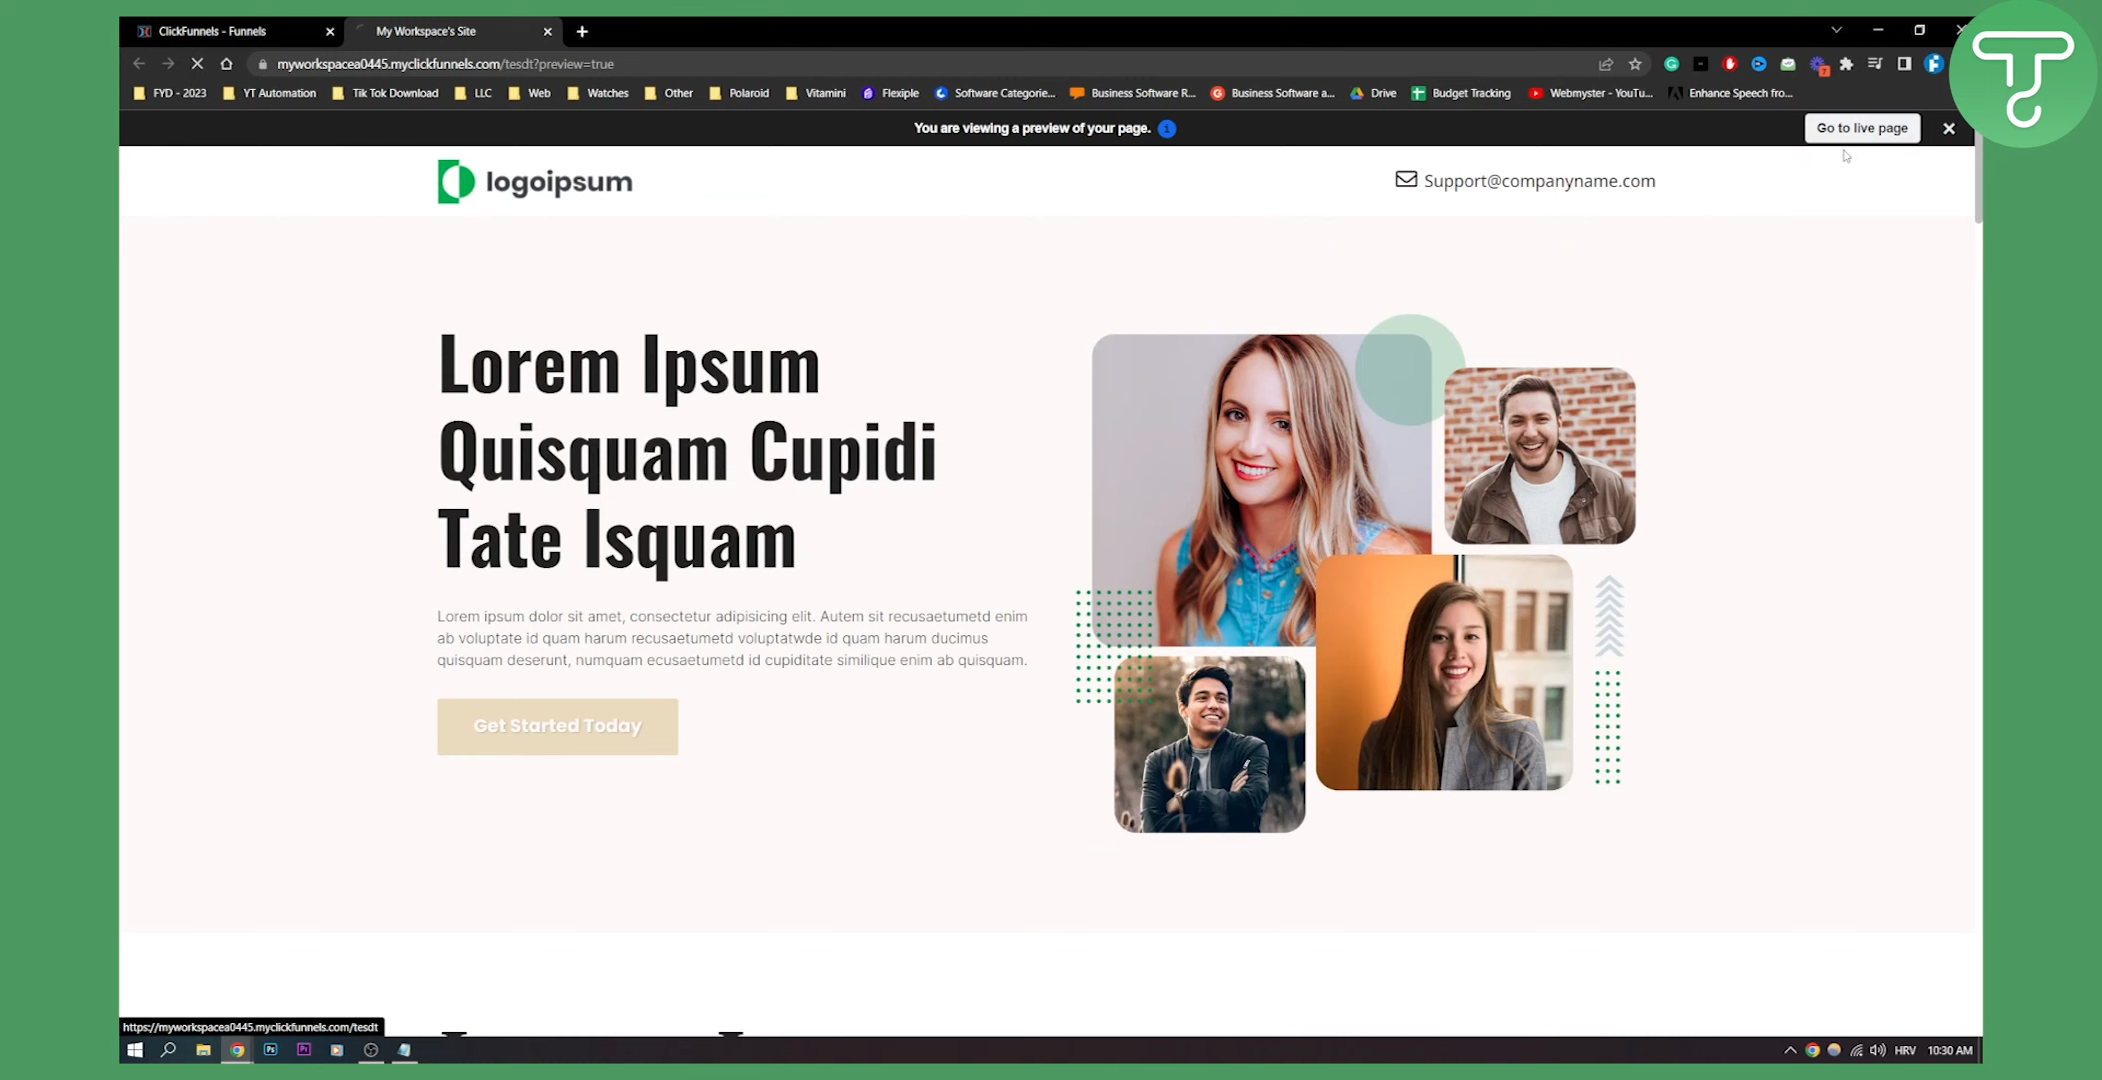 ClickFunnels - Funnels
My Workspace's Site
myworkspacea0445.myclickfunnels.com/tesdt?preview=true
FYD - 2023
YT Automation
Tik Tok Download
LLC
Web
Watches
Other
Polaroid
Vitamini
Flexiple
Software Categorie...
Business Software R...
Business Software a...
Drive
Budget Tracking
Webmyster - YouTu...
Enhance Speech fro...
You are viewing a preview of your page.
Go to live page
logoipsum
Support@companyname.com
Lorem Ipsum
Quisquam Cupidi
Tate Isquam
Lorem ipsum dolor sit amet, consectetur adipisicing elit. Autem sit recusaetumetd enim
ab voluptate id quam harum recusaetumetd voluptatwde id quam harum ducimus
quisquam deserunt, numquam ecusaetumetd id cupiditate similique enim ab quisquam.
Get Started Today
https://myworkspacea0445.myclickfunnels.com/tesdt
Ps
Pr
HRV
10:30 AM